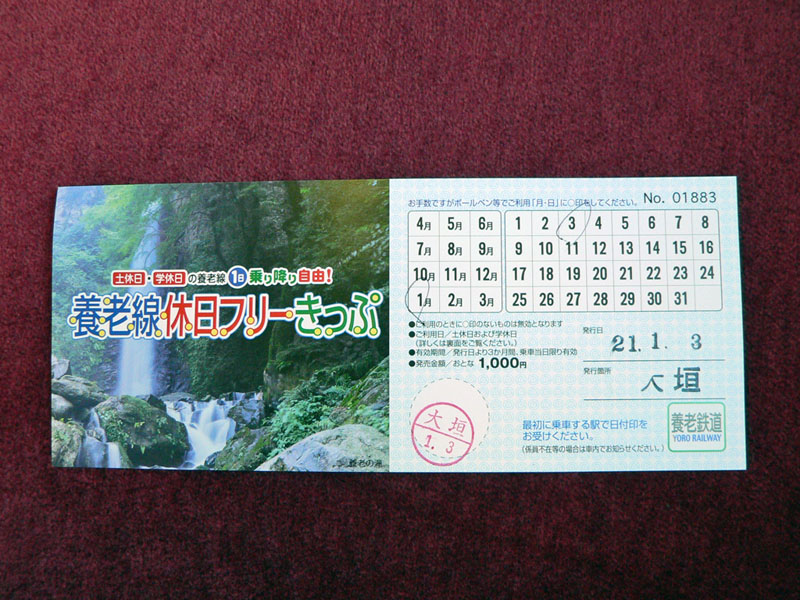 土休日・学休日の養老線1日乗り降り自由!
養老線休日フリーきっぷ
養老の滝
お手数ですがボールペン等でご利用「月・日」に○印をしてください。
No. 01883
4月 5月 6月
7月 8月 9月
10月 11月 12月
1月 2月 3月
1 2 3 4 5 6 7 8
9 10 11 12 13 14 15 16
17 18 19 20 21 22 23 24
25 26 27 28 29 30 31
●ご利用のときに○印のないものは無効となります
●ご利用日/土休日および学休日
(詳しくは裏面をご覧ください。)
●有効期間/発行日より3か月間、乗車当日限り有効
●発売金額/おとな 1,000円
発行日
21.1.3
発行箇所
大垣
大垣
1.3
最初に乗車する駅で日付印を
お受けください。
(係員不在等の場合は車内でお知らせください。)
養老鉄道
YORO RAILWAY